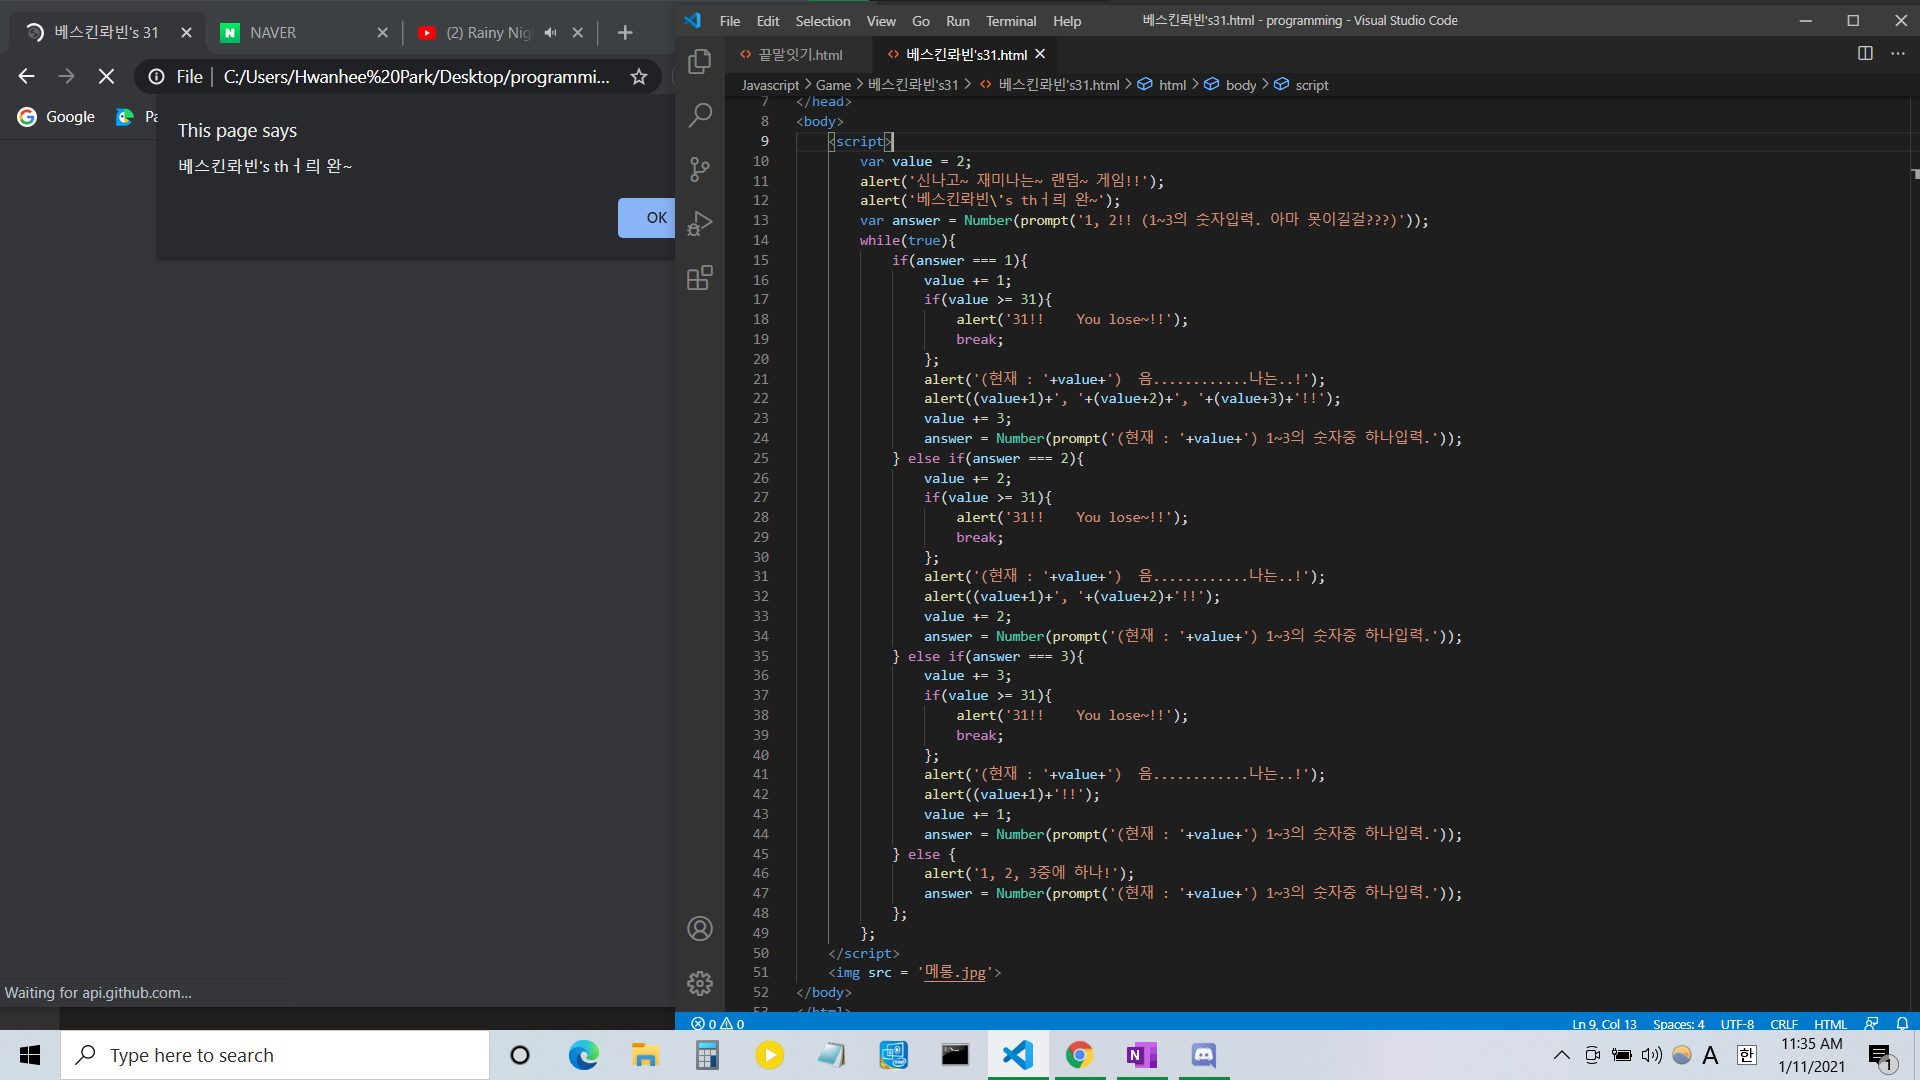 베스킨롸빈's 31
NAVER
(2) Rainy Nig
File
C:/Users/Hwanhee%20Park/Desktop/programmi...
Google
Pa
This page says
베스킨롸빈's thㅓ릐 완~
OK
Waiting for api.github.com...
File Edit Selection View Go Run Terminal Help
베스킨롸빈's31.html - programming - Visual Studio Code
끝말잇기.html
베스킨롸빈's31.html
Javascript > Game > 베스킨롸빈's31 > 베스킨롸빈's31.html > html > body > script
7 </head>
8 <body>
9 <script>
10 var value = 2;
11 alert('신나고~ 재미나는~ 랜덤~ 게임!!');
12 alert('베스킨롸빈\'s thㅓ릐 완~');
13 var answer = Number(prompt('1, 2!! (1~3의 숫자입력. 아마 못이길걸???)'));
14 while(true){
15 if(answer === 1){
16 value += 1;
17 if(value >= 31){
18 alert('31!!    You lose~!!');
19 break;
20 };
21 alert('(현재 : '+value+')  음............나는..!');
22 alert((value+1)+', '+(value+2)+', '+(value+3)+'!!');
23 value += 3;
24 answer = Number(prompt('(현재 : '+value+') 1~3의 숫자중 하나입력.'));
25 } else if(answer === 2){
26 value += 2;
27 if(value >= 31){
28 alert('31!!    You lose~!!');
29 break;
30 };
31 alert('(현재 : '+value+')  음............나는..!');
32 alert((value+1)+', '+(value+2)+'!!');
33 value += 2;
34 answer = Number(prompt('(현재 : '+value+') 1~3의 숫자중 하나입력.'));
35 } else if(answer === 3){
36 value += 3;
37 if(value >= 31){
38 alert('31!!    You lose~!!');
39 break;
40 };
41 alert('(현재 : '+value+')  음............나는..!');
42 alert((value+1)+'!!');
43 value += 1;
44 answer = Number(prompt('(현재 : '+value+') 1~3의 숫자중 하나입력.'));
45 } else {
46 alert('1, 2, 3중에 하나!');
47 answer = Number(prompt('(현재 : '+value+') 1~3의 숫자중 하나입력.'));
48 };
49 };
50 </script>
51 <img src = '메롱.jpg'>
52 </body>
53 </html>
0 0
Ln 9, Col 13 Spaces: 4 UTF-8 CRLF HTML
Type here to search
A 한
11:35 AM
1/11/2021
1